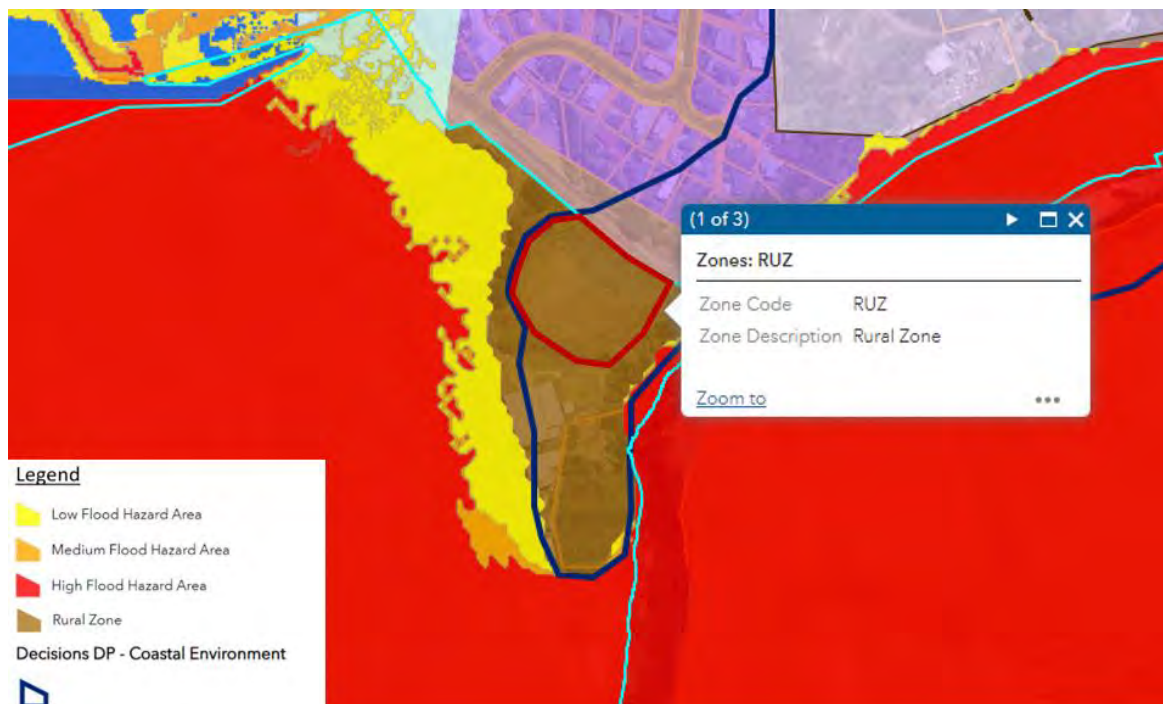 (1 of 3)
Zones: RUZ
Zone Code RUZ
Zone Description Rural Zone
Zoom to
Legend
Low Flood Hazard Area
Medium Flood Hazard Area
High Flood Hazard Area
Rural Zone
Decisions DP - Coastal Environment